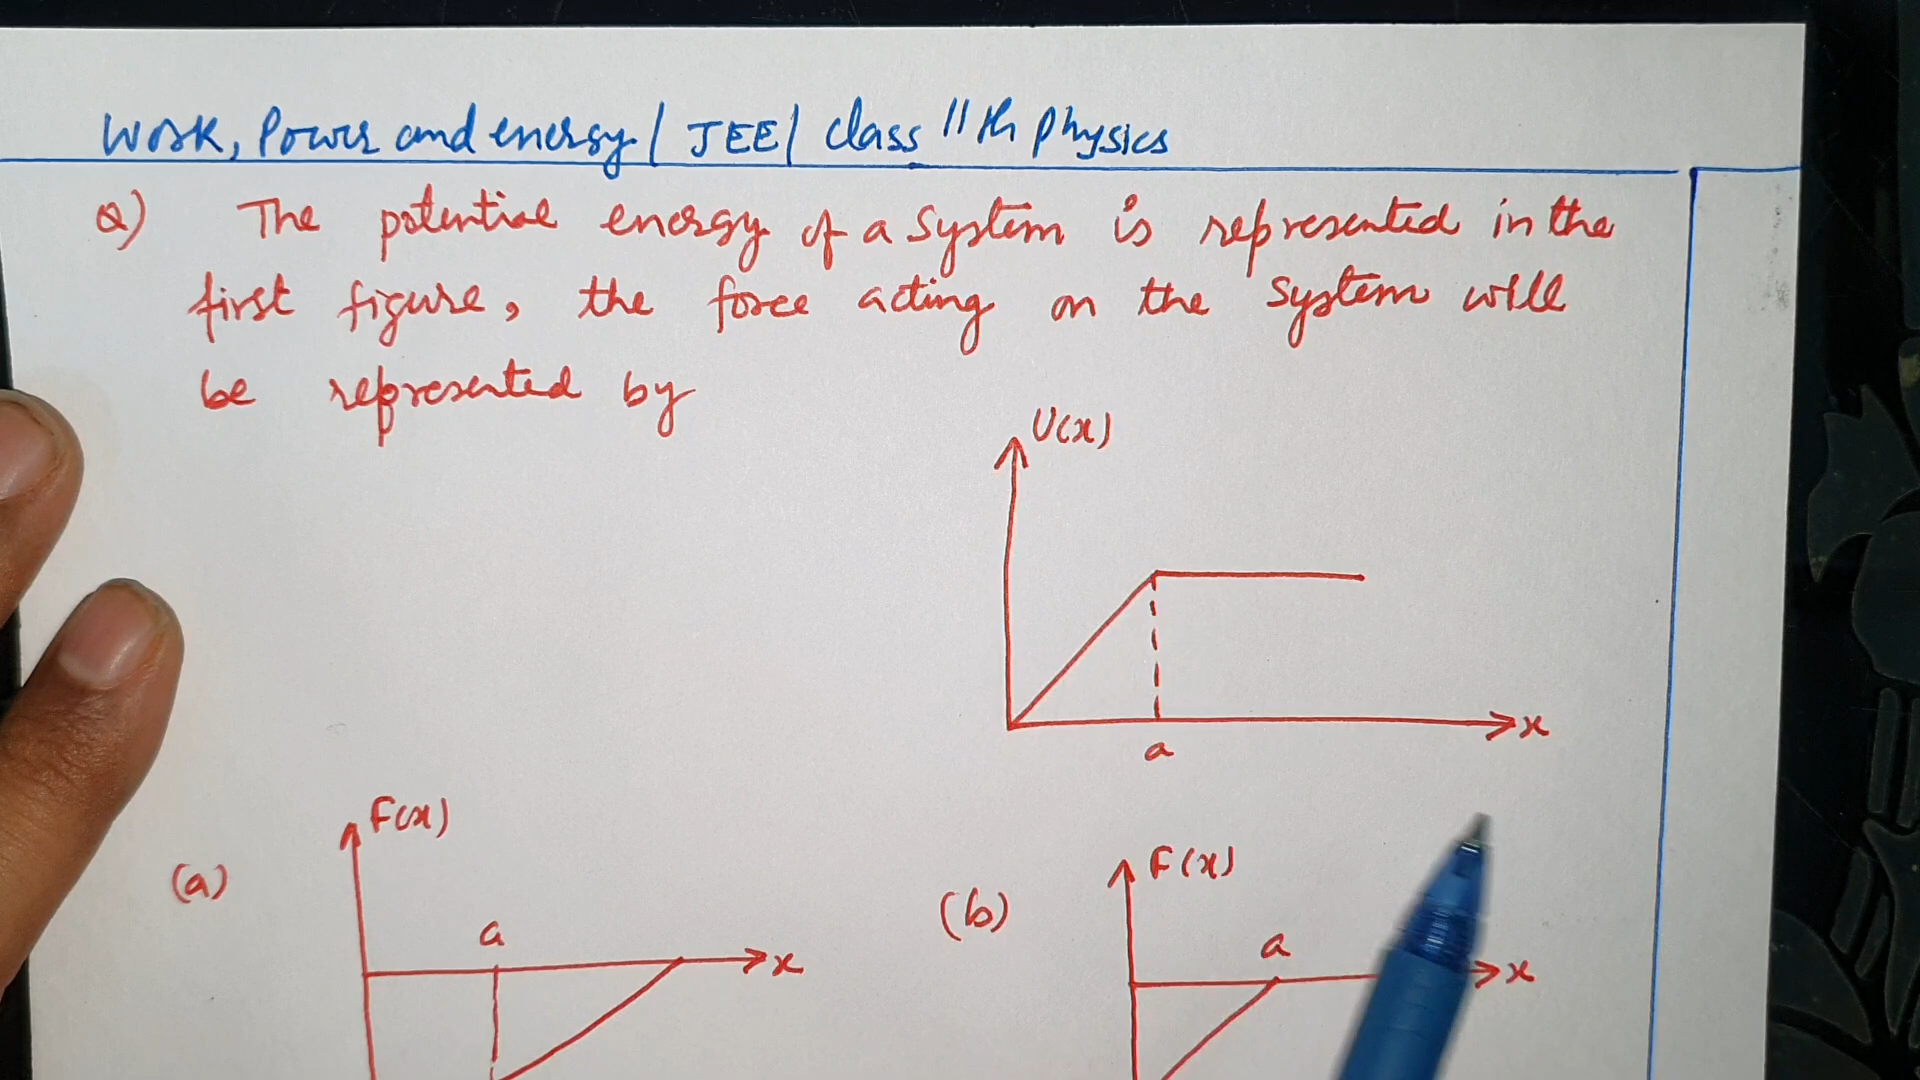 Work, Power and energy / JEE / class 11th Physics
Q) The potential energy of a system is represented in the
first figure, the force acting on the system will
be represented by
U(x)
x
a
(a) F(x)
a
x
(b) F(x)
a
x